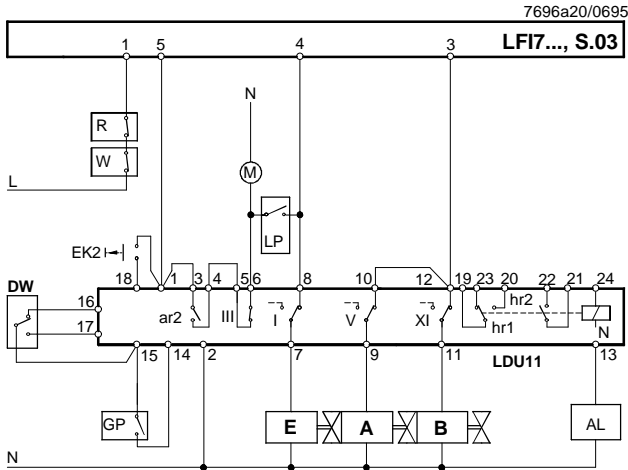 7696a20/0695
LFI7..., S.03
1 5 4 3
N
R
W
M
L
LP
EK2
18 1 3 4 5 6 8 10 12 19 23 20 22 21 24
DW
16
17
ar2 III I V XI hr1 hr2 N
15 14 2 7 9 11 LDU11 13
GP E A B AL
N